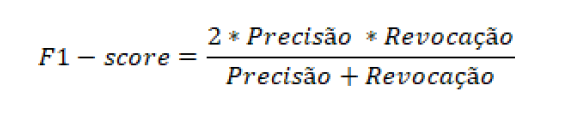 F1 − score = 2 * Precisão * Revocação / Precisão + Revocação